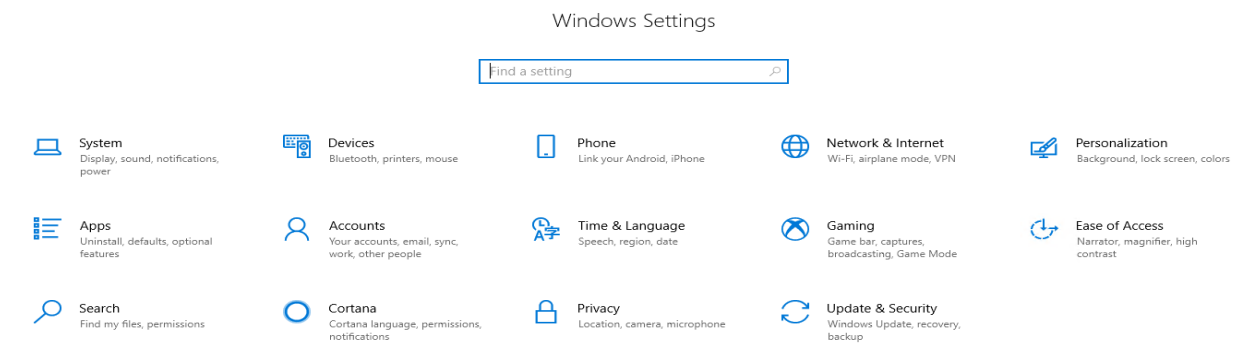 Windows Settings
Find a setting
System
Display, sound, notifications,
power
Devices
Bluetooth, printers, mouse
Phone
Link your Android, iPhone
Network & Internet
Wi-Fi, airplane mode, VPN
Personalization
Background, lock screen, colors
Apps
Uninstall, defaults, optional
features
Accounts
Your accounts, email, sync,
work, other people
Time & Language
Speech, region, date
Gaming
Game bar, captures,
broadcasting, Game Mode
Ease of Access
Narrator, magnifier, high
contrast
Search
Find my files, permissions
Cortana
Cortana language, permissions,
notifications
Privacy
Location, camera, microphone
Update & Security
Windows Update, recovery,
backup